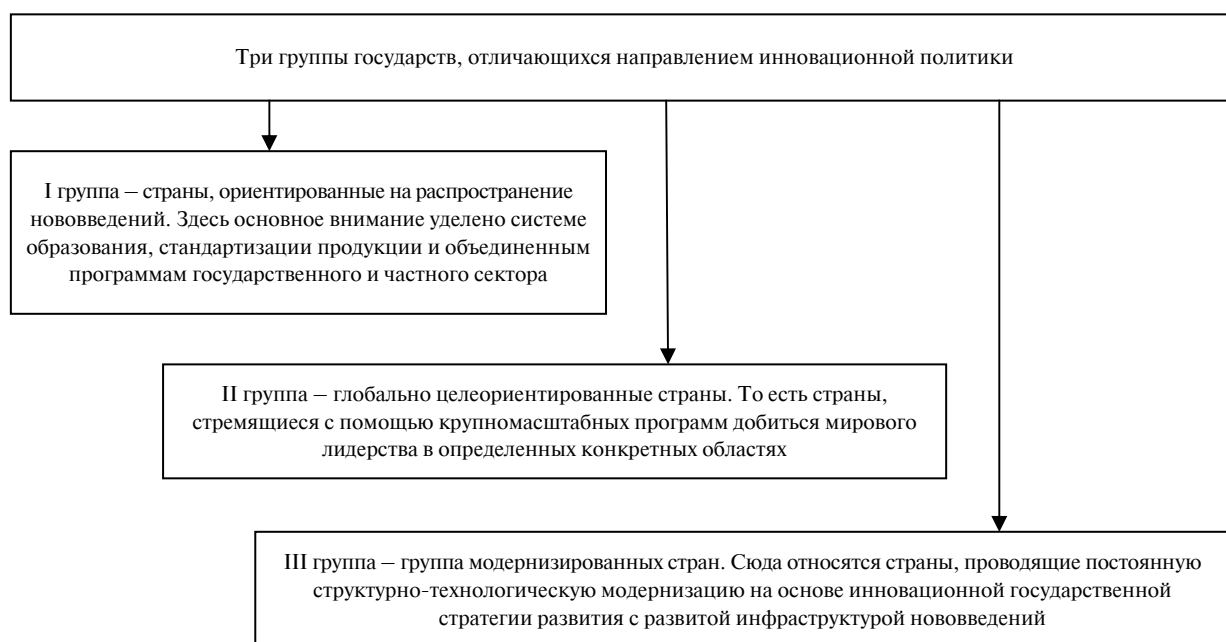 Три группы государств, отличающихся направлением инновационной политики
I группа – страны, ориентированные на распространение
нововведений. Здесь основное внимание уделено системе
образования, стандартизации продукции и объединенным
программам государственного и частного сектора
II группа – глобально целеориентированные страны. То есть страны,
стремящиеся с помощью крупномасштабных программ добиться мирового
лидерства в определенных конкретных областях
III группа – группа модернизированных стран. Сюда относятся страны, проводящие постоянную
структурно-технологическую модернизацию на основе инновационной государственной
стратегии развития с развитой инфраструктурой нововведений